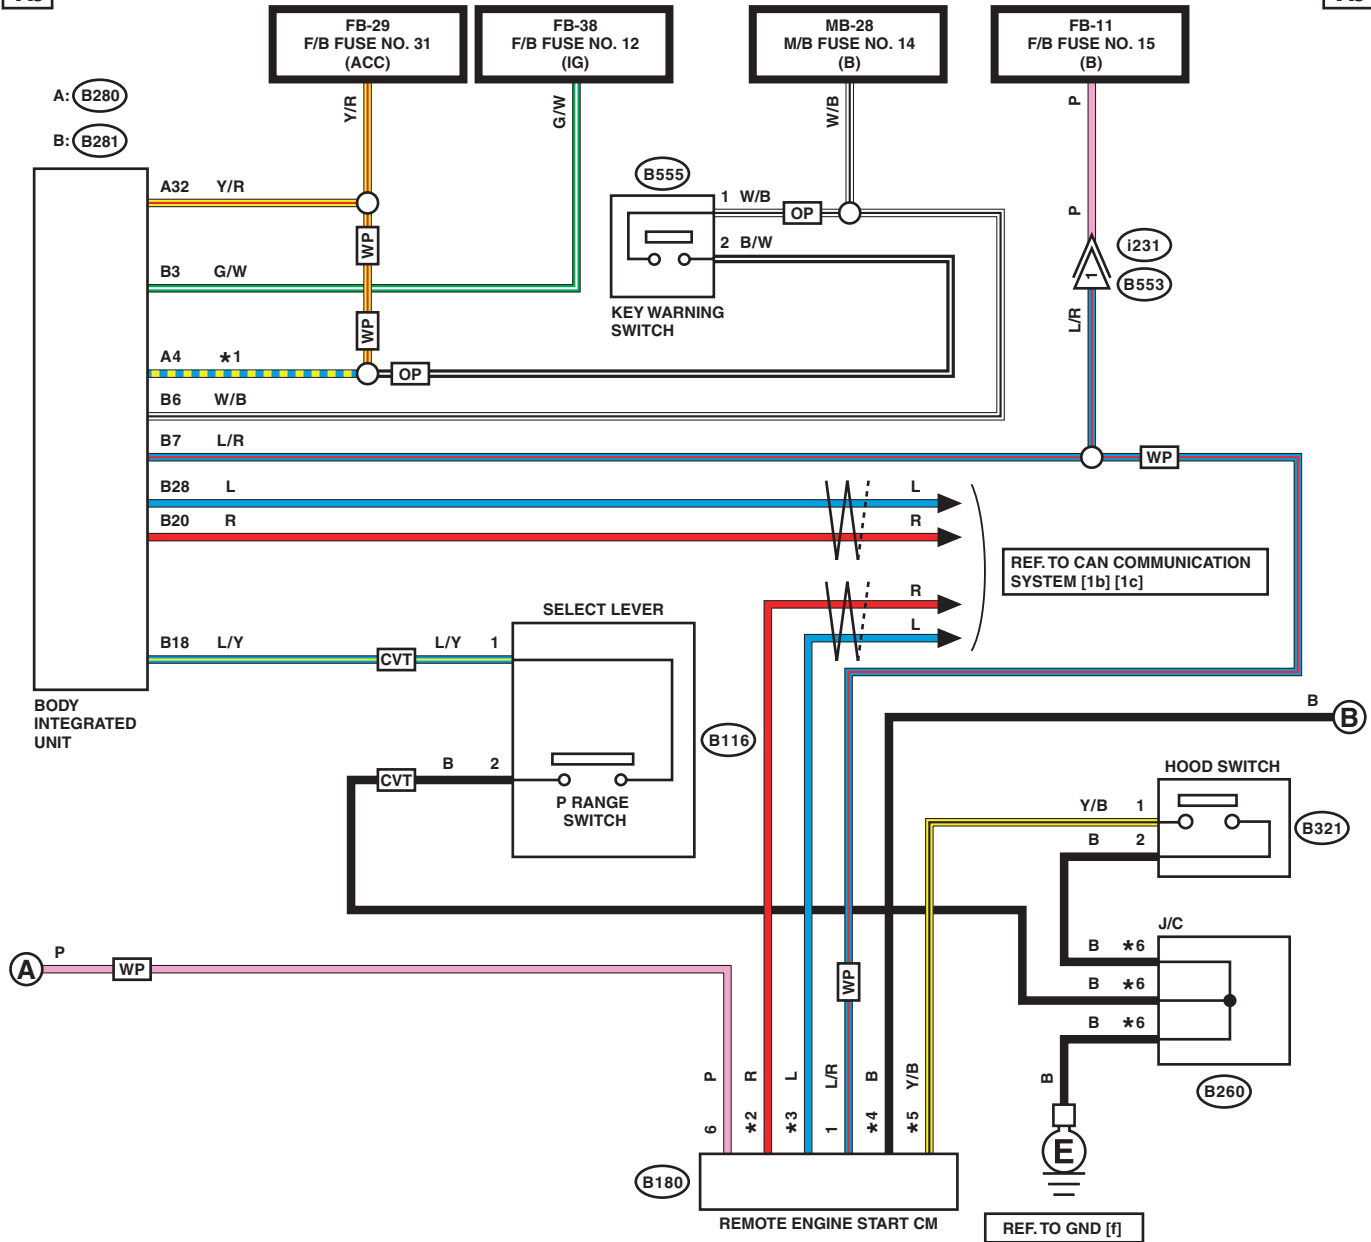 FB-29
F/B FUSE NO. 31
(ACC)
FB-38
F/B FUSE NO. 12
(IG)
MB-28
M/B FUSE NO. 14
(B)
FB-11
F/B FUSE NO. 15
(B)
A: B280
B: B281
Y/R
G/W
W/B
P
B555
A32 Y/R
1 W/B
OP
P
WP
2 B/W
i231
B3 G/W
1
B553
KEY WARNING
SWITCH
WP
L/R
A4 *1
OP
B6 W/B
B7 L/R
WP
B28 L
L
B20 R
R
REF. TO CAN COMMUNICATION
SYSTEM [1b] [1c]
R
L
SELECT LEVER
B18 L/Y
CVT
L/Y 1
BODY
INTEGRATED
UNIT
B116
B
B
CVT
B 2
P RANGE
SWITCH
HOOD SWITCH
Y/B 1
B 2
B321
J/C
A
P
WP
WP
B *6
B *6
B *6
B
B260
6 P
*2 R
*3 L
1 L/R
*4 B
*5 Y/B
E
B180
REMOTE ENGINE START CM
REF. TO GND [f]